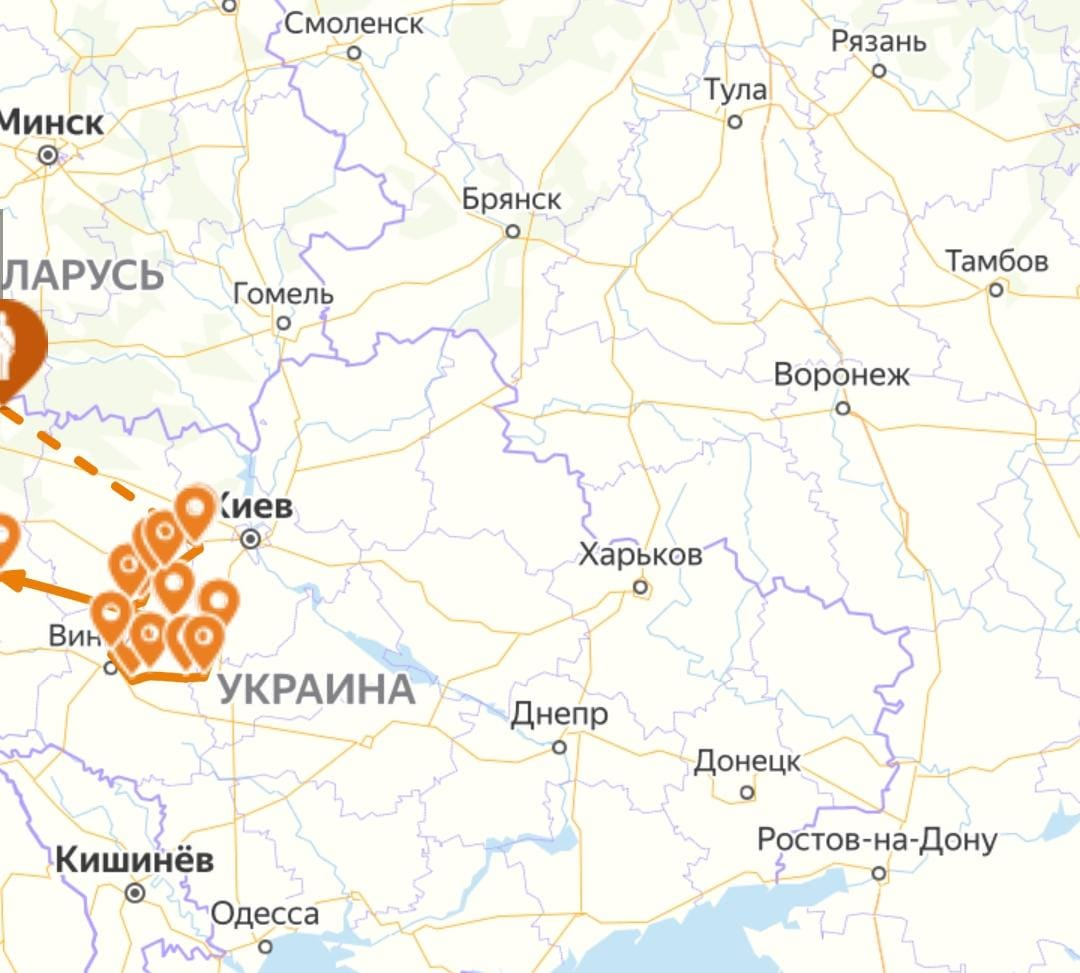 Смоленск
Рязань
Тула
Минск
Брянск
Тамбов
ЛАРУСЬ
Гомель
Воронеж
Киев
Харьков
Вин
УКРАИНА
Днепр
Донецк
Ростов-на-Дону
Кишинёв
Одесса